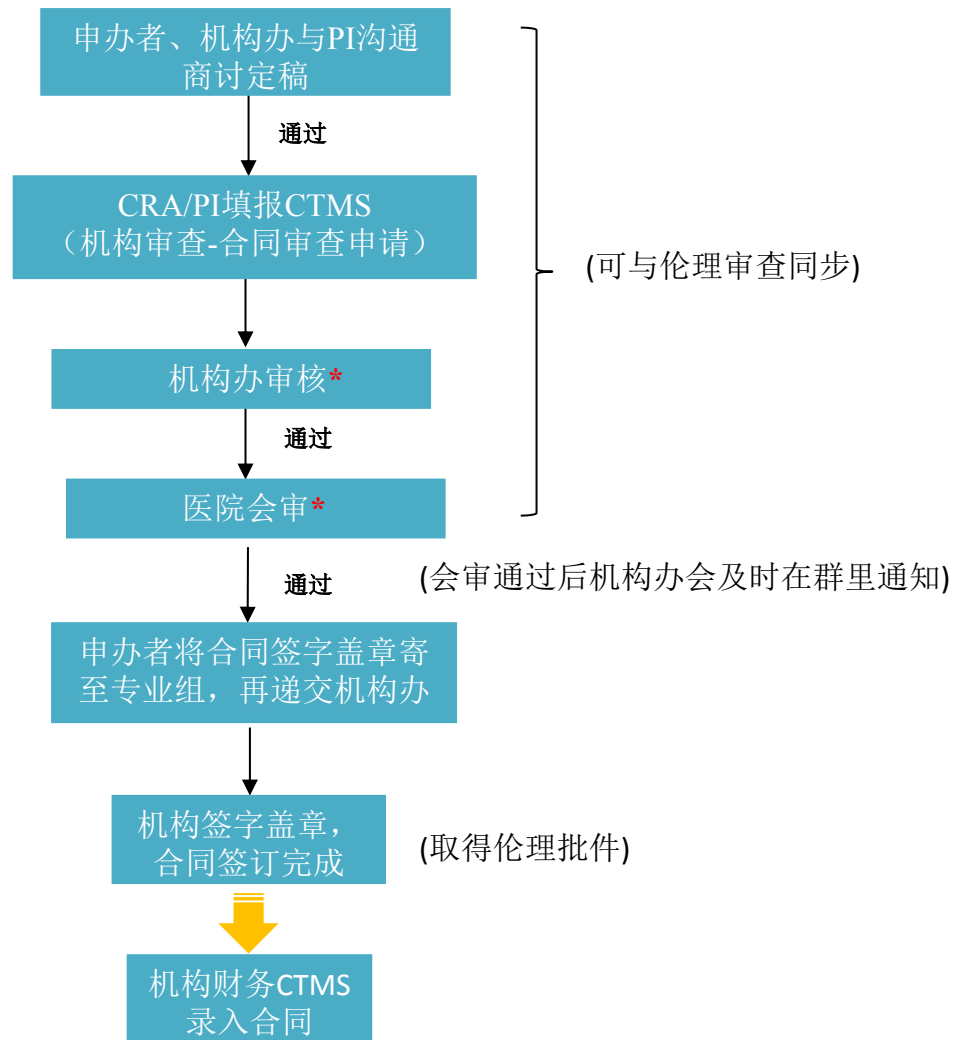 申办者、机构办与PI沟通
商讨定稿
通过
CRA/PI填报CTMS
（机构审查-合同审查申请）
(可与伦理审查同步)
机构办审核*
通过
医院会审*
(会审通过后机构办会及时在群里通知)
通过
申办者将合同签字盖章寄
至专业组，再递交机构办
机构签字盖章，
合同签订完成
(取得伦理批件)
机构财务CTMS
录入合同